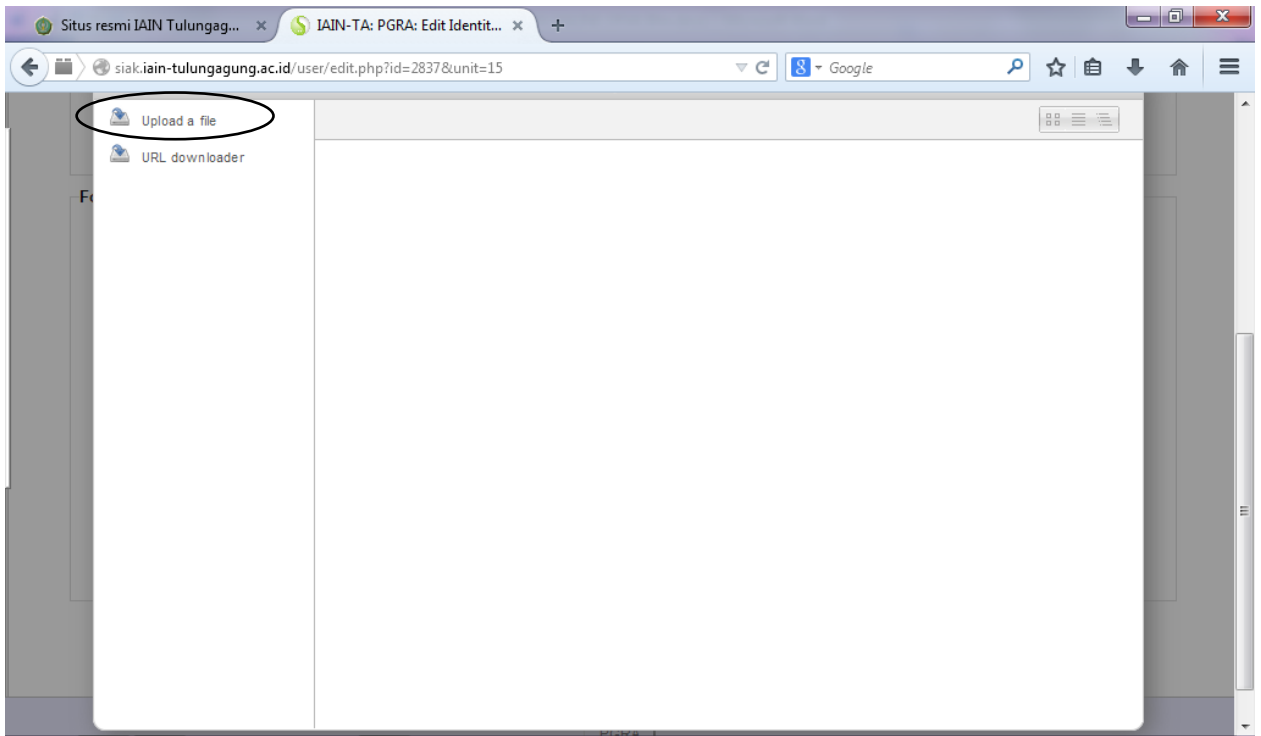 Situs resmi IAIN Tulungag...
IAIN-TA: PGRA: Edit Identit...
siak.iain-tulungagung.ac.id/user/edit.php?id=2837&unit=15
Google
Upload a file
URL downloader